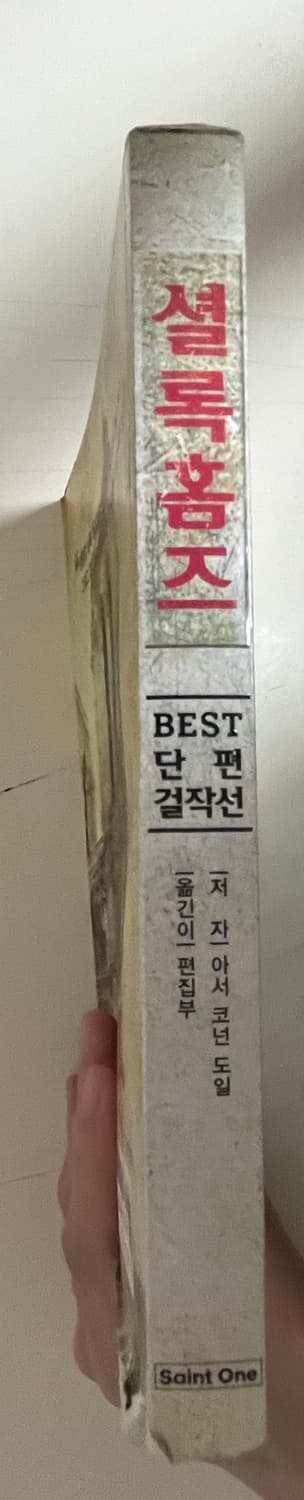 셜록홈즈
BEST
단 편
걸작선
|저 자| 아서 코넌 도일
|옮긴이| 편집부
Saint One